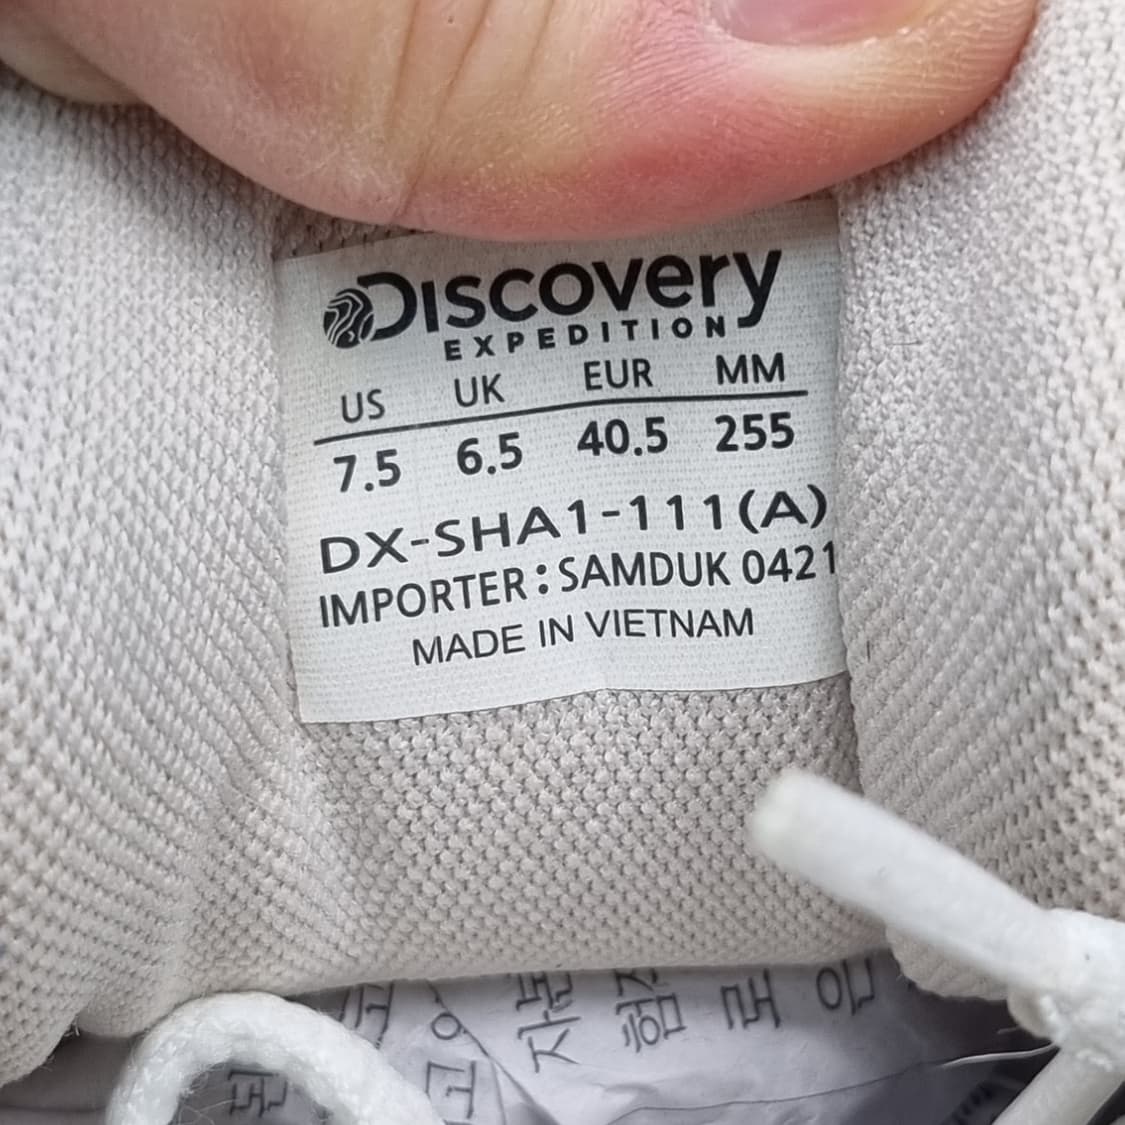 Discovery
EXPEDITION
US UK EUR MM
7.5 6.5 40.5 255
DX-SHA1-111(A)
IMPORTER : SAMDUK 0421
MADE IN VIETNAM